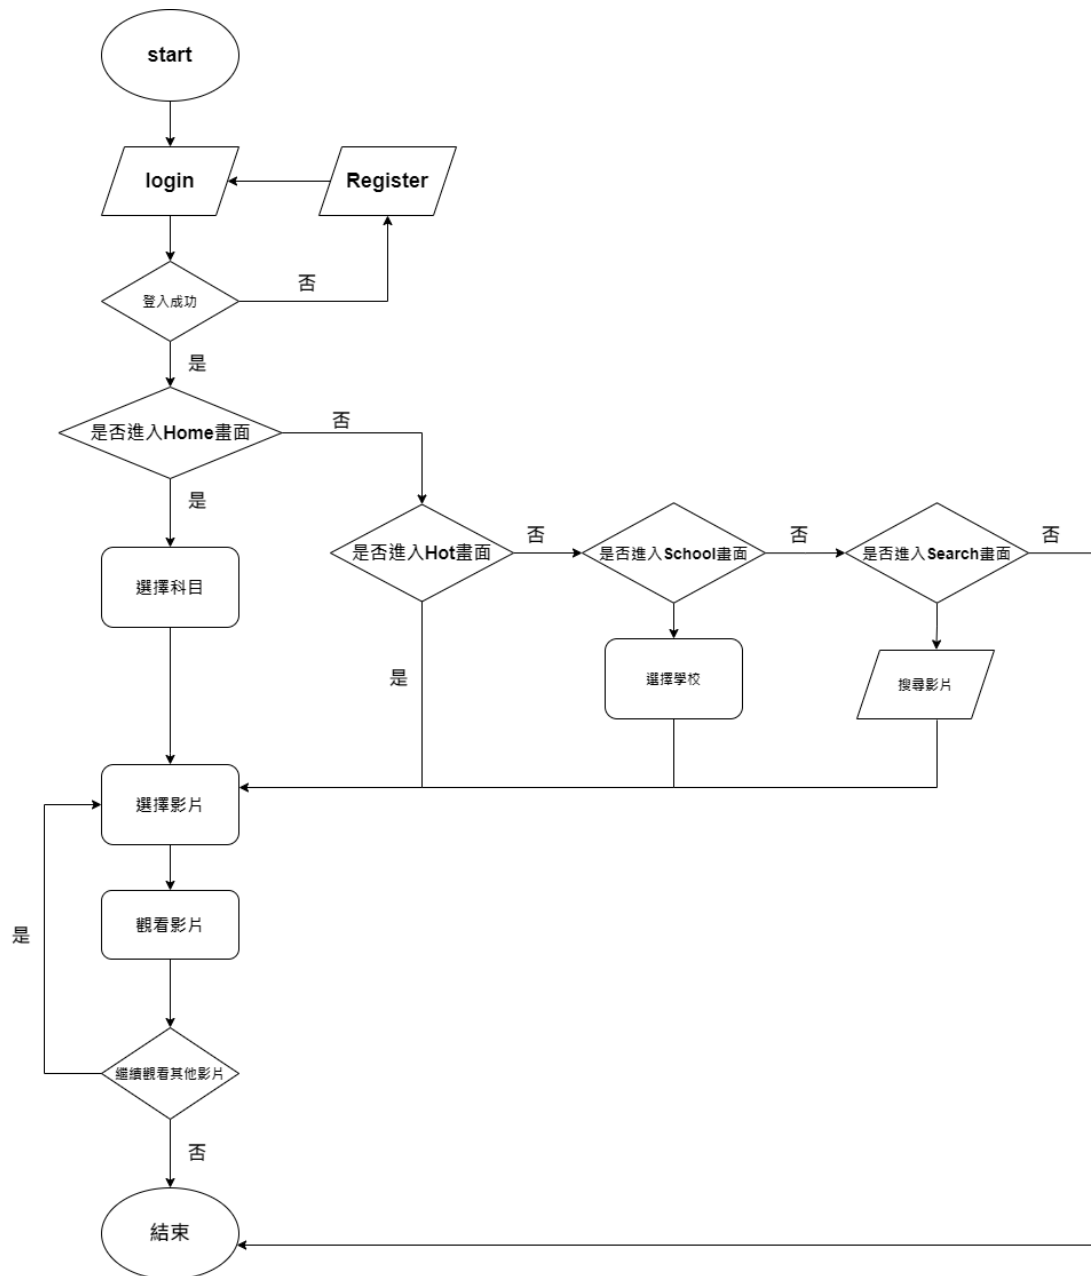 start
login
Register
登入成功
否
是
是否進入Home畫面
否
是
是否進入Hot畫面
否
是否進入School畫面
否
是否進入Search畫面
否
選擇科目
是
選擇學校
搜尋影片
選擇影片
觀看影片
是
繼續觀看其他影片
否
結束